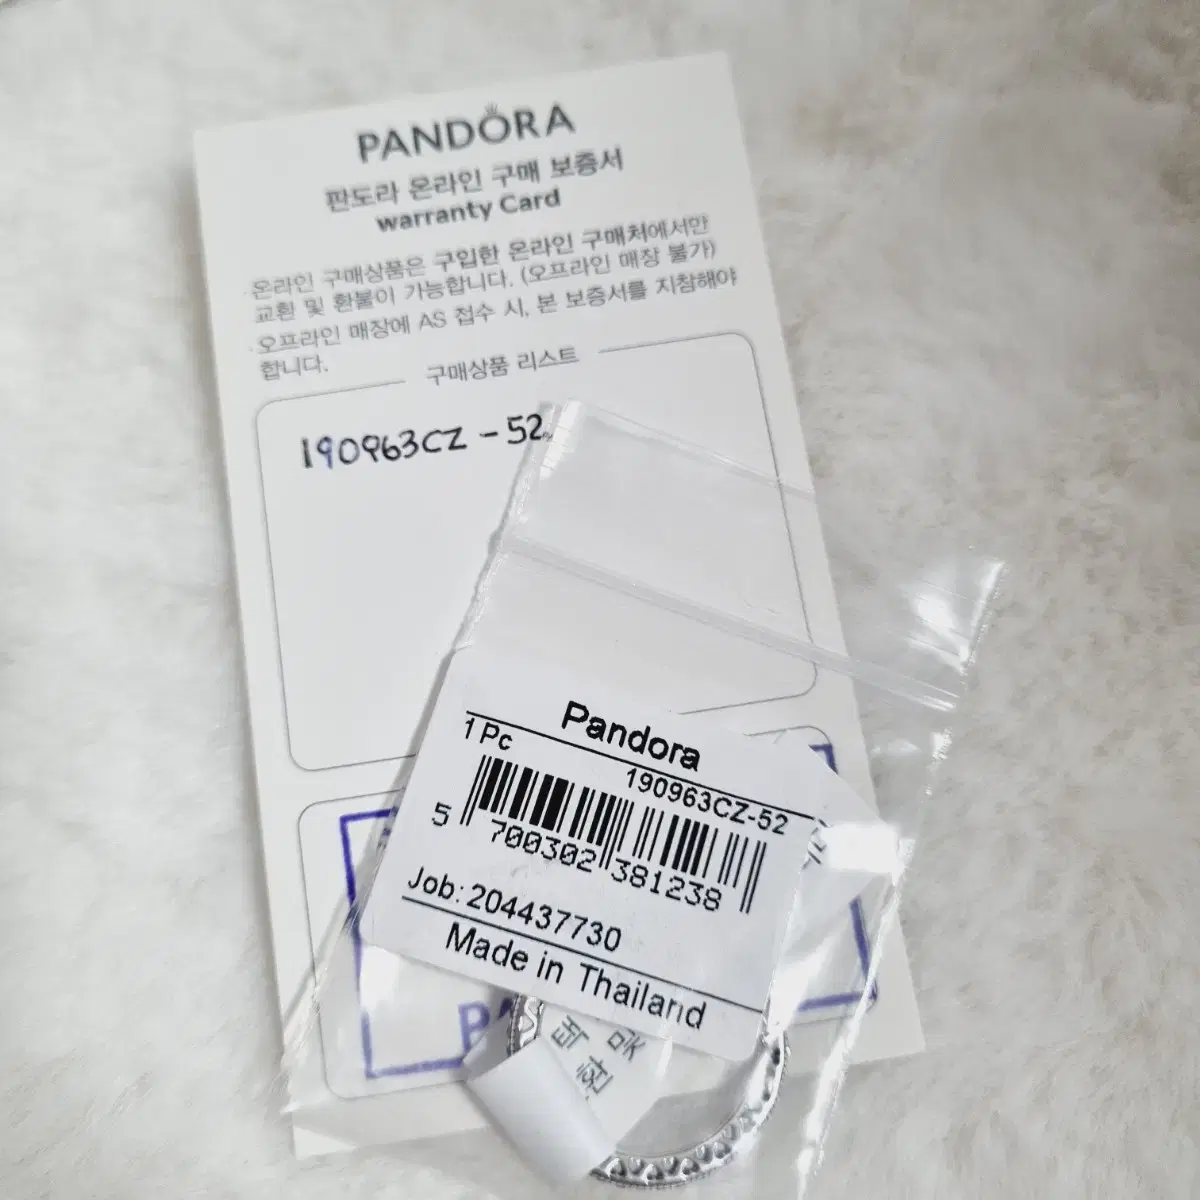 PANDORA
판도라 온라인 구매 보증서
warranty Card
·온라인 구매상품은 구입한 온라인 구매처에서만
교환 및 환불이 가능합니다. (오프라인 매장 불가)
·오프라인 매장에 AS 접수 시, 본 보증서를 지참해야
합니다.
구매상품 리스트
190963CZ - 52
Pandora
1 Pc
190963CZ-52
5 700302 381238
Job: 204437730
Made in Thailand